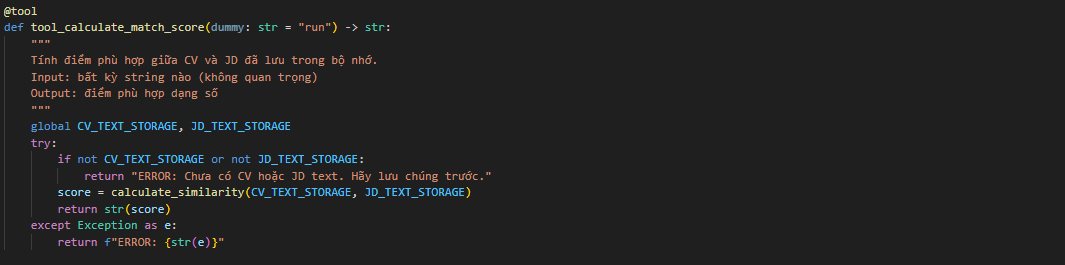 @tool
def tool_calculate_match_score(dummy: str = "run") -> str:
    """
    Tính điểm phù hợp giữa CV và JD đã lưu trong bộ nhớ.
    Input: bất kỳ string nào (không quan trọng)
    Output: điểm phù hợp dạng số
    """
    global CV_TEXT_STORAGE, JD_TEXT_STORAGE
    try:
        if not CV_TEXT_STORAGE or not JD_TEXT_STORAGE:
            return "ERROR: Chưa có CV hoặc JD text. Hãy lưu chúng trước."
        score = calculate_similarity(CV_TEXT_STORAGE, JD_TEXT_STORAGE)
        return str(score)
    except Exception as e:
        return f"ERROR: {str(e)}"